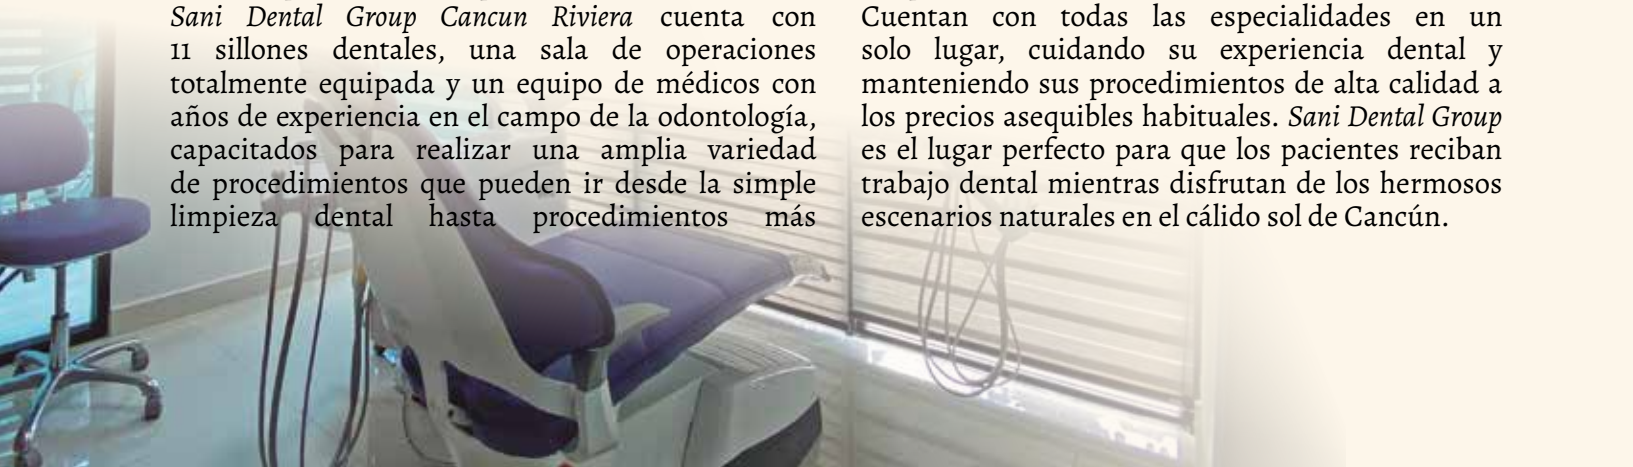 Sani Dental Group Cancun Riviera cuenta con
11 sillones dentales, una sala de operaciones
totalmente equipada y un equipo de médicos con
años de experiencia en el campo de la odontología,
capacitados para realizar una amplia variedad
de procedimientos que pueden ir desde la simple
limpieza dental hasta procedimientos más
Cuentan con todas las especialidades en un
solo lugar, cuidando su experiencia dental y
manteniendo sus procedimientos de alta calidad a
los precios asequibles habituales. Sani Dental Group
es el lugar perfecto para que los pacientes reciban
trabajo dental mientras disfrutan de los hermosos
escenarios naturales en el cálido sol de Cancún.